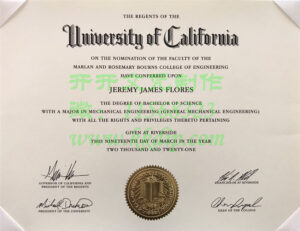 THE REGENTS OF THE
University of California
ON THE NOMINATION OF THE FACULTY OF THE
MARLAN AND ROSEMARY BOURNS COLLEGE OF ENGINEERING
HAVE CONFERRED UPON
JEREMY JAMES FLORES
THE DEGREE OF BACHELOR OF SCIENCE
WITH A MAJOR IN MECHANICAL ENGINEERING (GENERAL MECHANICAL ENGINEERING)
WITH ALL THE RIGHTS AND PRIVILEGES THERETO PERTAINING
GIVEN AT RIVERSIDE
THIS NINETEENTH DAY OF MARCH IN THE YEAR
TWO THOUSAND AND TWENTY-ONE
GOVERNOR OF CALIFORNIA AND
PRESIDENT OF THE REGENTS
CHANCELLOR AT RIVERSIDE
PRESIDENT OF THE UNIVERSITY
DEAN OF THE COLLEGE